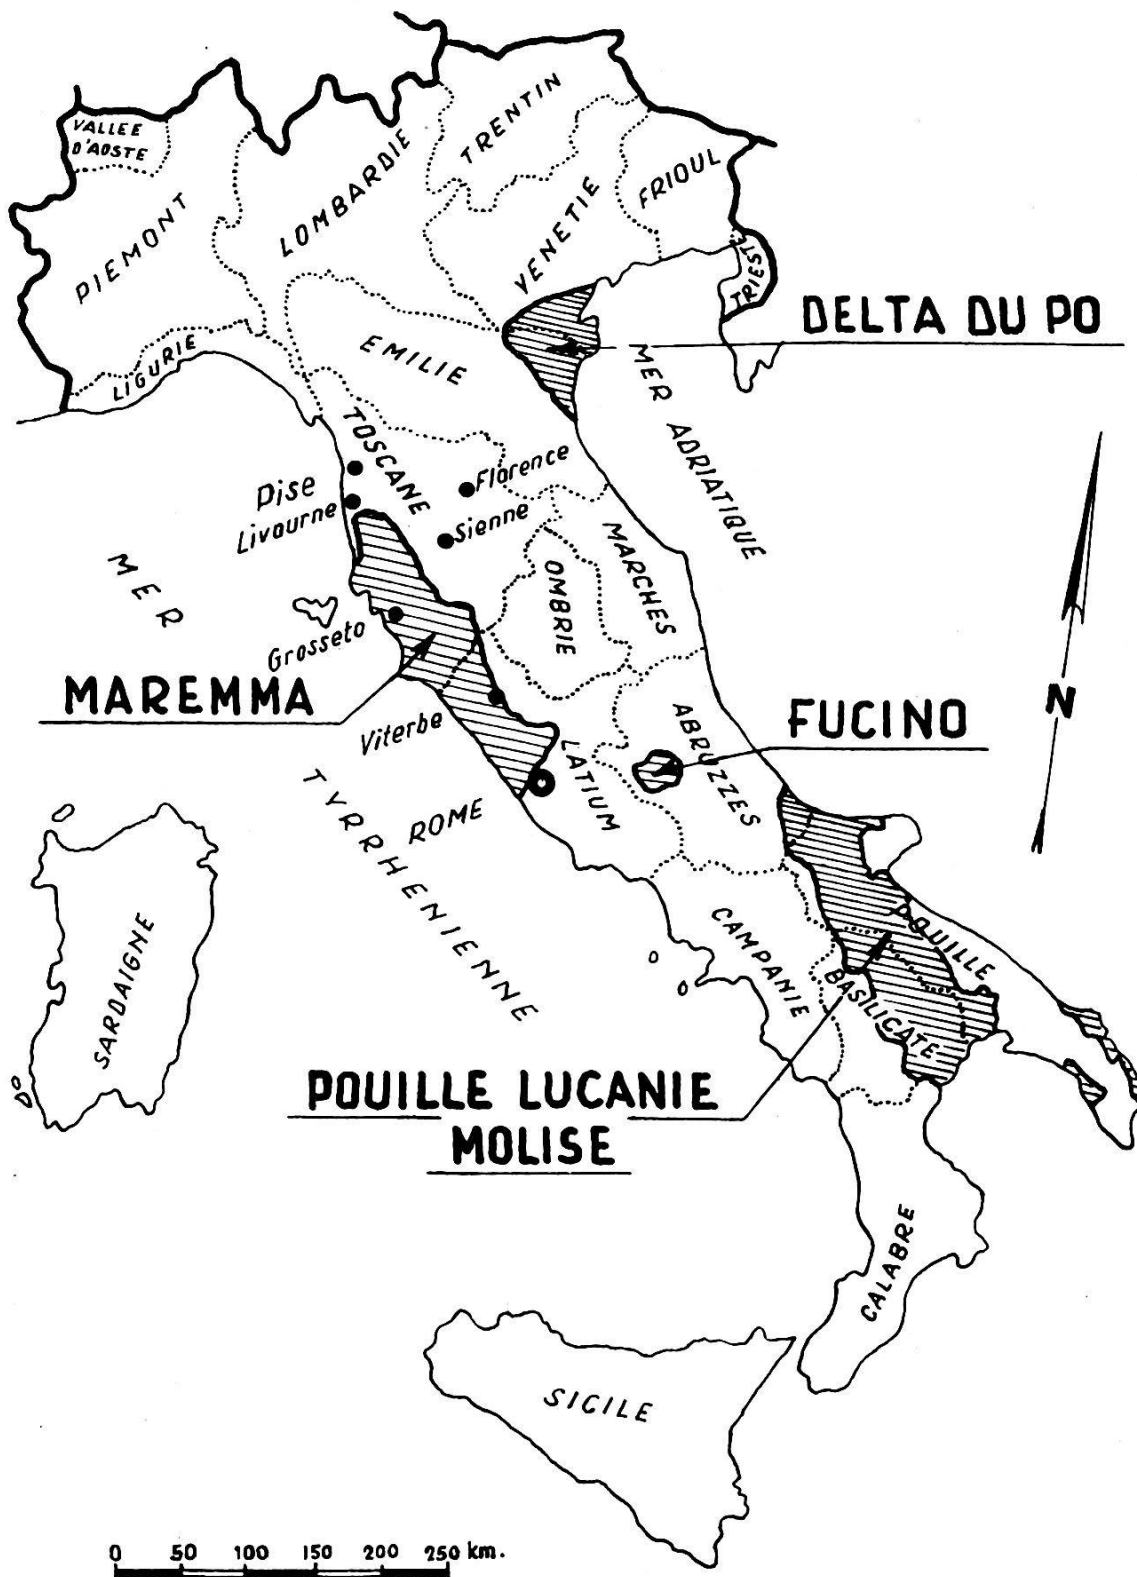 VALLEE
D'AOSTE
PIEMONT
LOMBARDIE
TRENTIN
VENETIE
FRIOUL
TRIESTE
LIGURIE
EMILIE
DELTA DU PO
MER ADRIATIQUE
TOSCANE
Florence
Pise
Livourne
Sienne
MARCHES
OMBRIE
Grosseto
MAREMMA
Viterbe
FUCINO
N
LATIUM
ABRUZZES
ROME
MER
TYRRHENIENNE
SARDAIGNE
CAMPANIE
POUILLE
BASILICATE
POUILLE LUCANIE
MOLISE
CALABRE
SICILE
0 50 100 150 200 250 km.